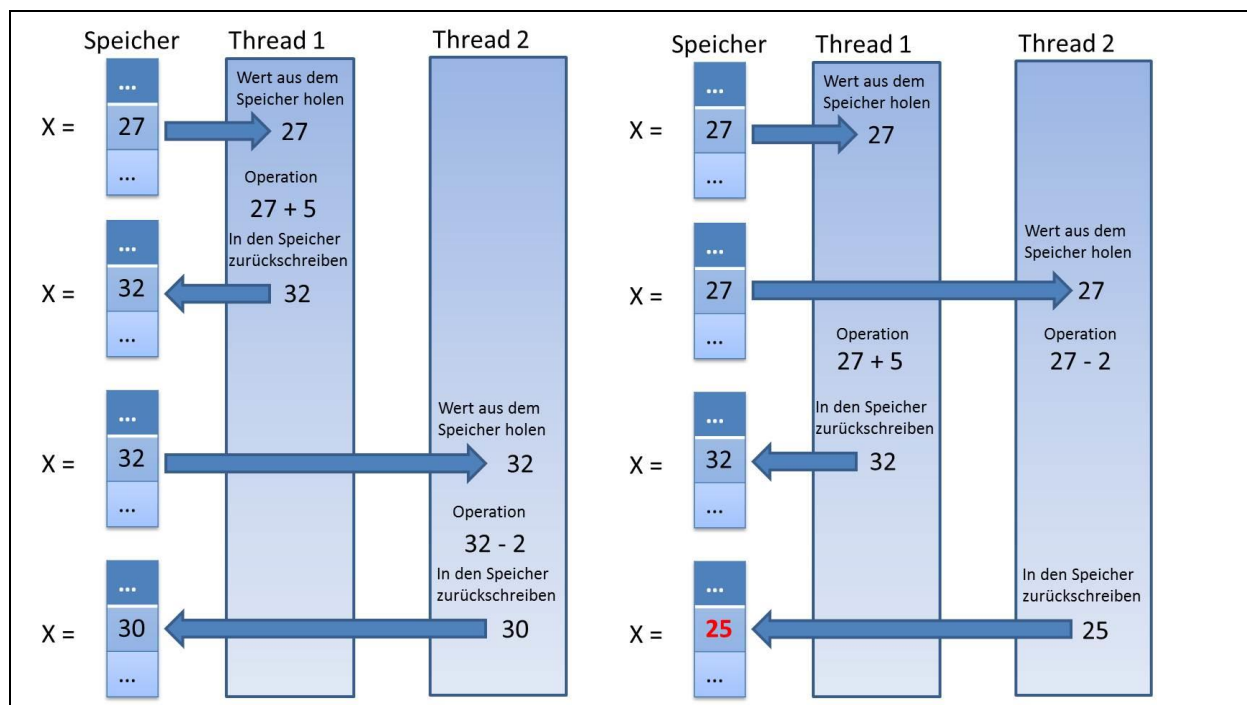 Speicher
Thread 1
Thread 2
...
X =
27
...
Wert aus dem
Speicher holen
27
Operation
27 + 5
In den Speicher
zurückschreiben
...
X =
32
...
32
...
X =
32
...
Wert aus dem
Speicher holen
32
Operation
32 - 2
In den Speicher
zurückschreiben
...
X =
30
...
30
Speicher
Thread 1
Thread 2
...
X =
27
...
Wert aus dem
Speicher holen
27
...
X =
27
...
Wert aus dem
Speicher holen
27
Operation
27 + 5
Operation
27 - 2
In den Speicher
zurückschreiben
...
X =
32
...
32
In den Speicher
zurückschreiben
...
X =
25
...
25